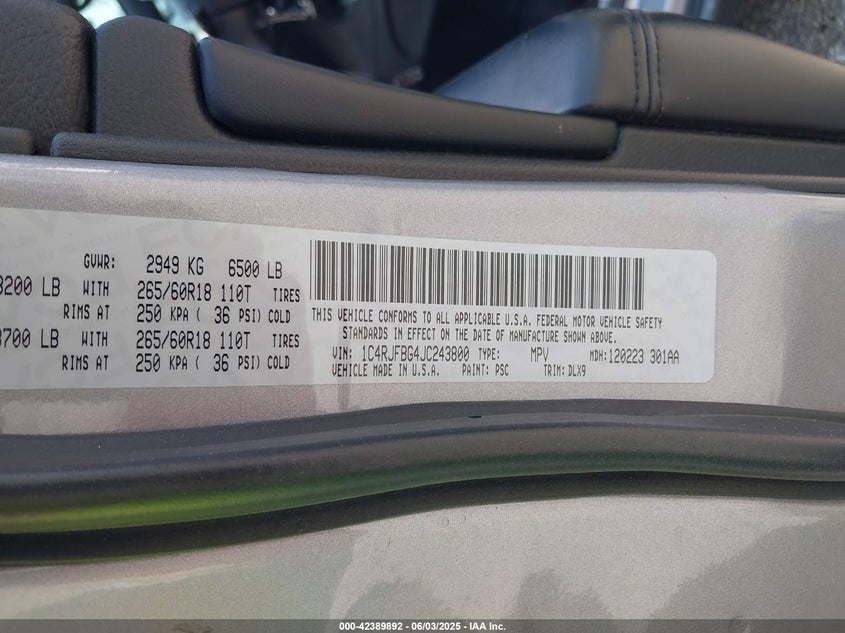 GVWR: 2949 KG 6500 LB
3200 LB WITH 265/60R18 110T TIRES
RIMS AT 250 KPA ( 36 PSI) COLD
3700 LB WITH 265/60R18 110T TIRES
RIMS AT 250 KPA ( 36 PSI) COLD
THIS VEHICLE CONFORMS TO ALL APPLICABLE U.S.A. FEDERAL MOTOR VEHICLE SAFETY
STANDARDS IN EFFECT ON THE DATE OF MANUFACTURE SHOWN ABOVE.
VIN: 1C4RJFBG4JC243800 TYPE: MPV MDH: 120223 301AA
VEHICLE MADE IN U.S.A. PAINT: PSC TRIM: DLX9
000-42389892 - 06/03/2025 - IAA Inc.